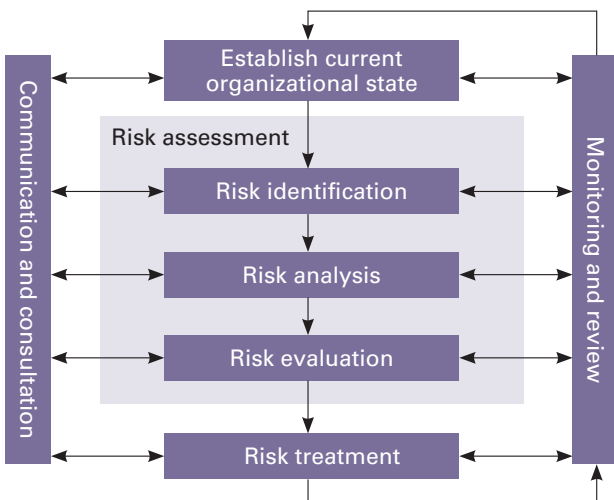 Establish current
organizational state
Communication and consultation
Risk assessment
Risk identification
Risk analysis
Risk evaluation
Risk treatment
Monitoring and review